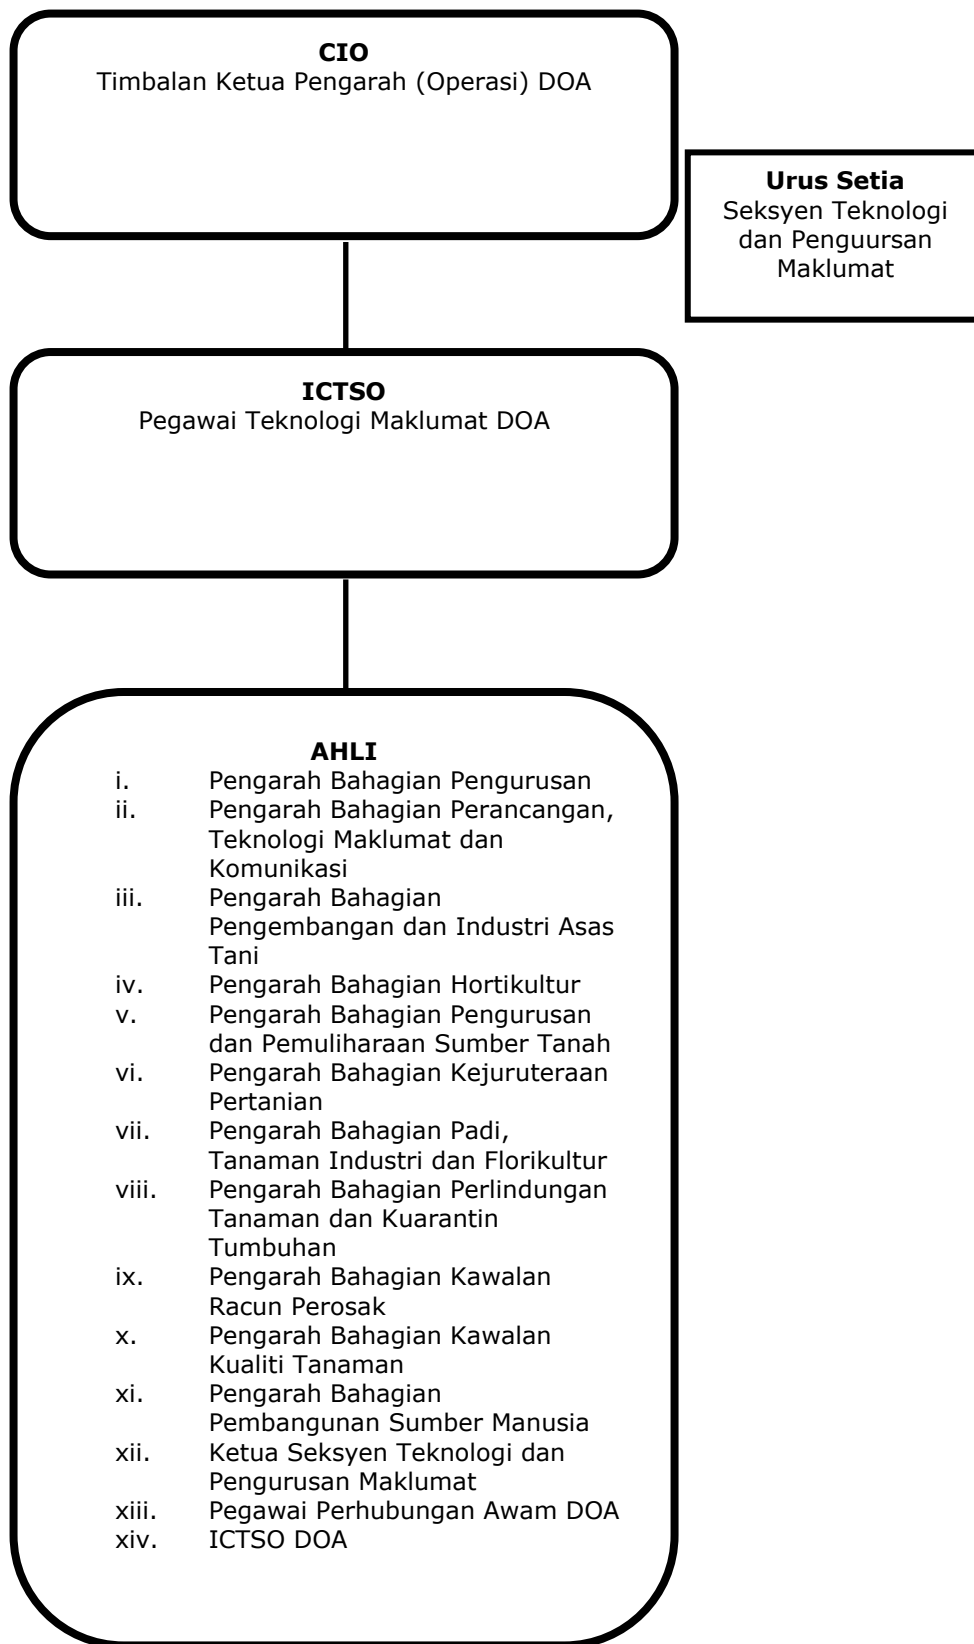 CIO
Timbalan Ketua Pengarah (Operasi) DOA
Urus Setia
Seksyen Teknologi
dan Penguursan
Maklumat
ICTSO
Pegawai Teknologi Maklumat DOA
AHLI
i. Pengarah Bahagian Pengurusan
ii. Pengarah Bahagian Perancangan,
Teknologi Maklumat dan
Komunikasi
iii. Pengarah Bahagian
Pengembangan dan Industri Asas
Tani
iv. Pengarah Bahagian Hortikultur
v. Pengarah Bahagian Pengurusan
dan Pemuliharaan Sumber Tanah
vi. Pengarah Bahagian Kejuruteraan
Pertanian
vii. Pengarah Bahagian Padi,
Tanaman Industri dan Florikultur
viii. Pengarah Bahagian Perlindungan
Tanaman dan Kuarantin
Tumbuhan
ix. Pengarah Bahagian Kawalan
Racun Perosak
x. Pengarah Bahagian Kawalan
Kualiti Tanaman
xi. Pengarah Bahagian
Pembangunan Sumber Manusia
xii. Ketua Seksyen Teknologi dan
Pengurusan Maklumat
xiii. Pegawai Perhubungan Awam DOA
xiv. ICTSO DOA